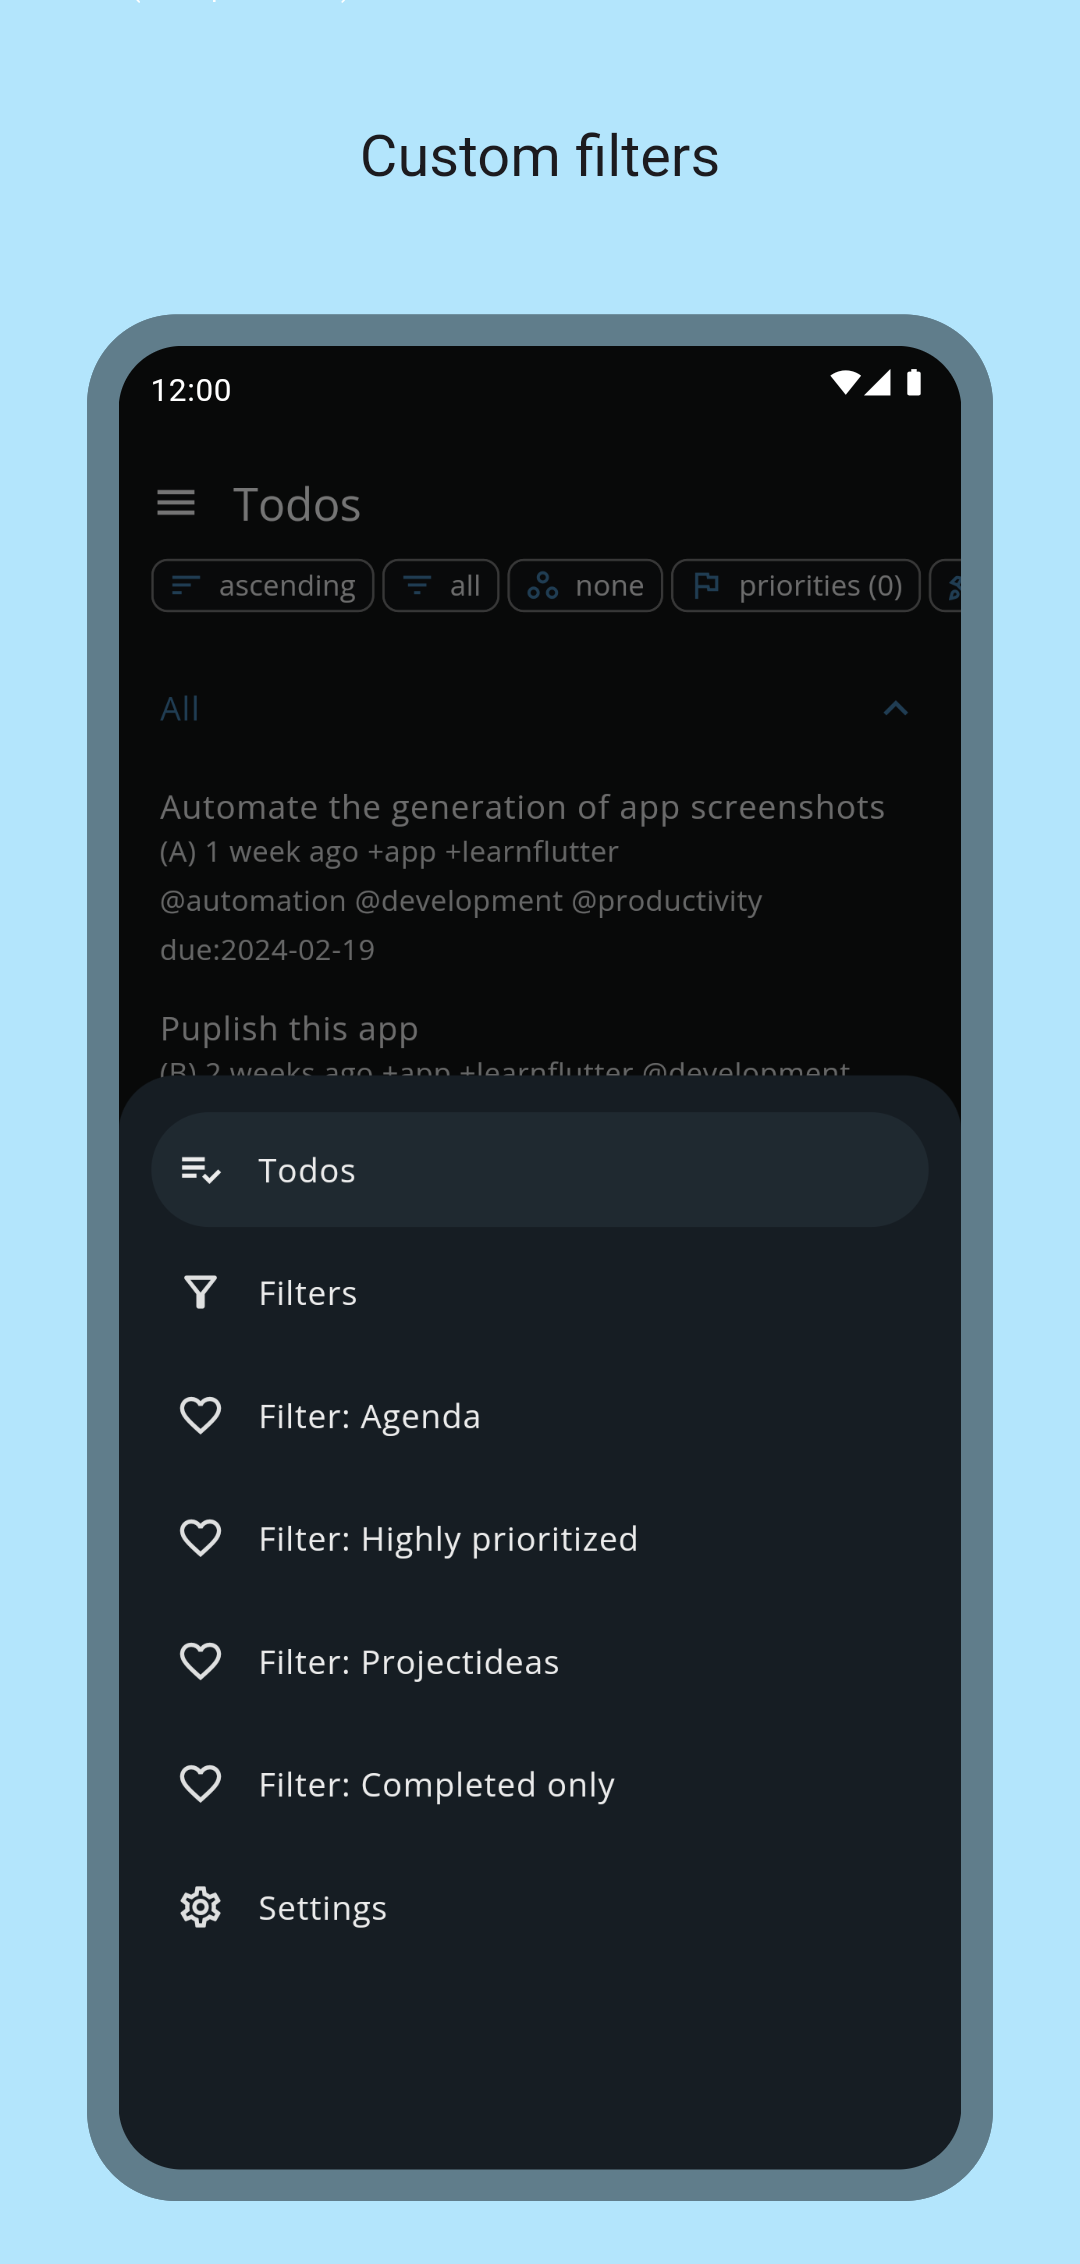 Custom filters
12:00
Todos
ascending all none priorities (0)
All
Automate the generation of app screenshots
(A) 1 week ago +app +learnflutter
@automation @development @productivity
due:2024-02-19
Puplish this app
(B) 2 weeks ago +app +learnflutter @development
Todos
Filters
Filter: Agenda
Filter: Highly prioritized
Filter: Projectideas
Filter: Completed only
Settings